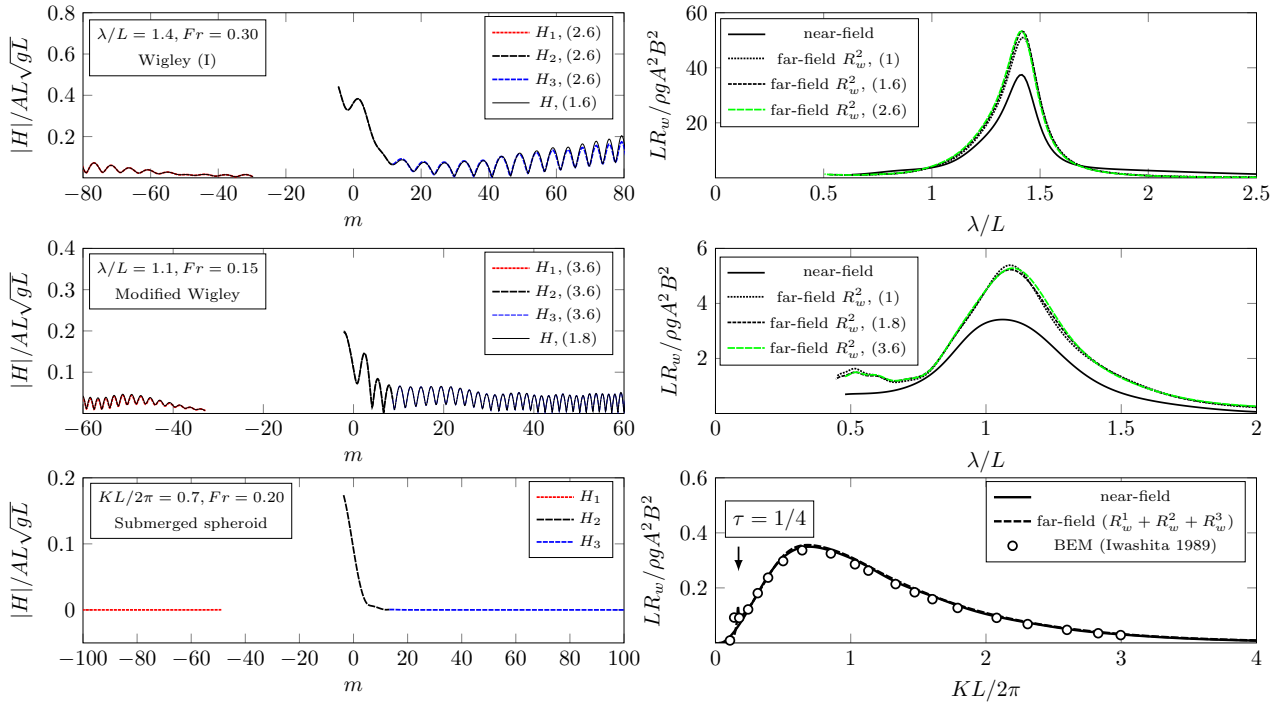 0.8
0.6
0.4
0.2
|H|/AL√gL
λ/L = 1.4, Fr = 0.30
Wigley (I)
H₁, (2.6)
H₂, (2.6)
H₃, (2.6)
H, (1.6)
−80 −60 −40 −20 0 20 40 60 80
m
60
40
20
LR_w/ρgA²B²
near-field
far-field R²_w, (1)
far-field R²_w, (1.6)
far-field R²_w, (2.6)
0.5 1 1.5 2 2.5
λ/L
0.4
0.3
0.2
0.1
|H|/AL√gL
λ/L = 1.1, Fr = 0.15
Modified Wigley
H₁, (3.6)
H₂, (3.6)
H₃, (3.6)
H, (1.8)
−60 −40 −20 0 20 40 60
m
6
4
2
0
LR_w/ρgA²B²
near-field
far-field R²_w, (1)
far-field R²_w, (1.8)
far-field R²_w, (3.6)
0.5 1 1.5 2
λ/L
0.2
0.1
0
|H|/AL√gL
KL/2π = 0.7, Fr = 0.20
Submerged spheroid
H₁
H₂
H₃
−100 −80 −60 −40 −20 0 20 40 60 80 100
m
0.6
0.4
0.2
LR_w/ρgA²B²
τ = 1/4
near-field
far-field (R¹_w + R²_w + R³_w)
BEM (Iwashita 1989)
0 1 2 3 4
KL/2π